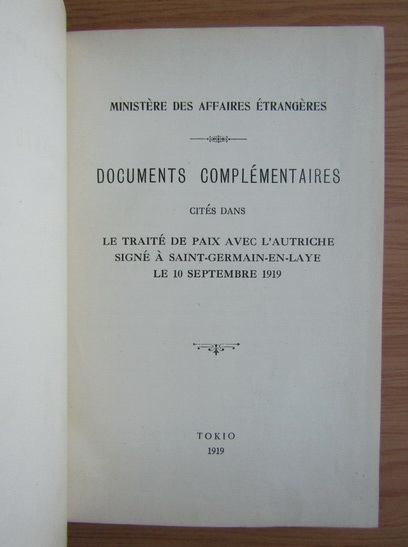 MINISTÈRE DES AFFAIRES ÉTRANGÈRES
DOCUMENTS COMPLÉMENTAIRES
CITÉS DANS
LE TRAITÉ DE PAIX AVEC L'AUTRICHE
SIGNÉ À SAINT-GERMAIN-EN-LAYE
LE 10 SEPTEMBRE 1919
TOKIO
1919